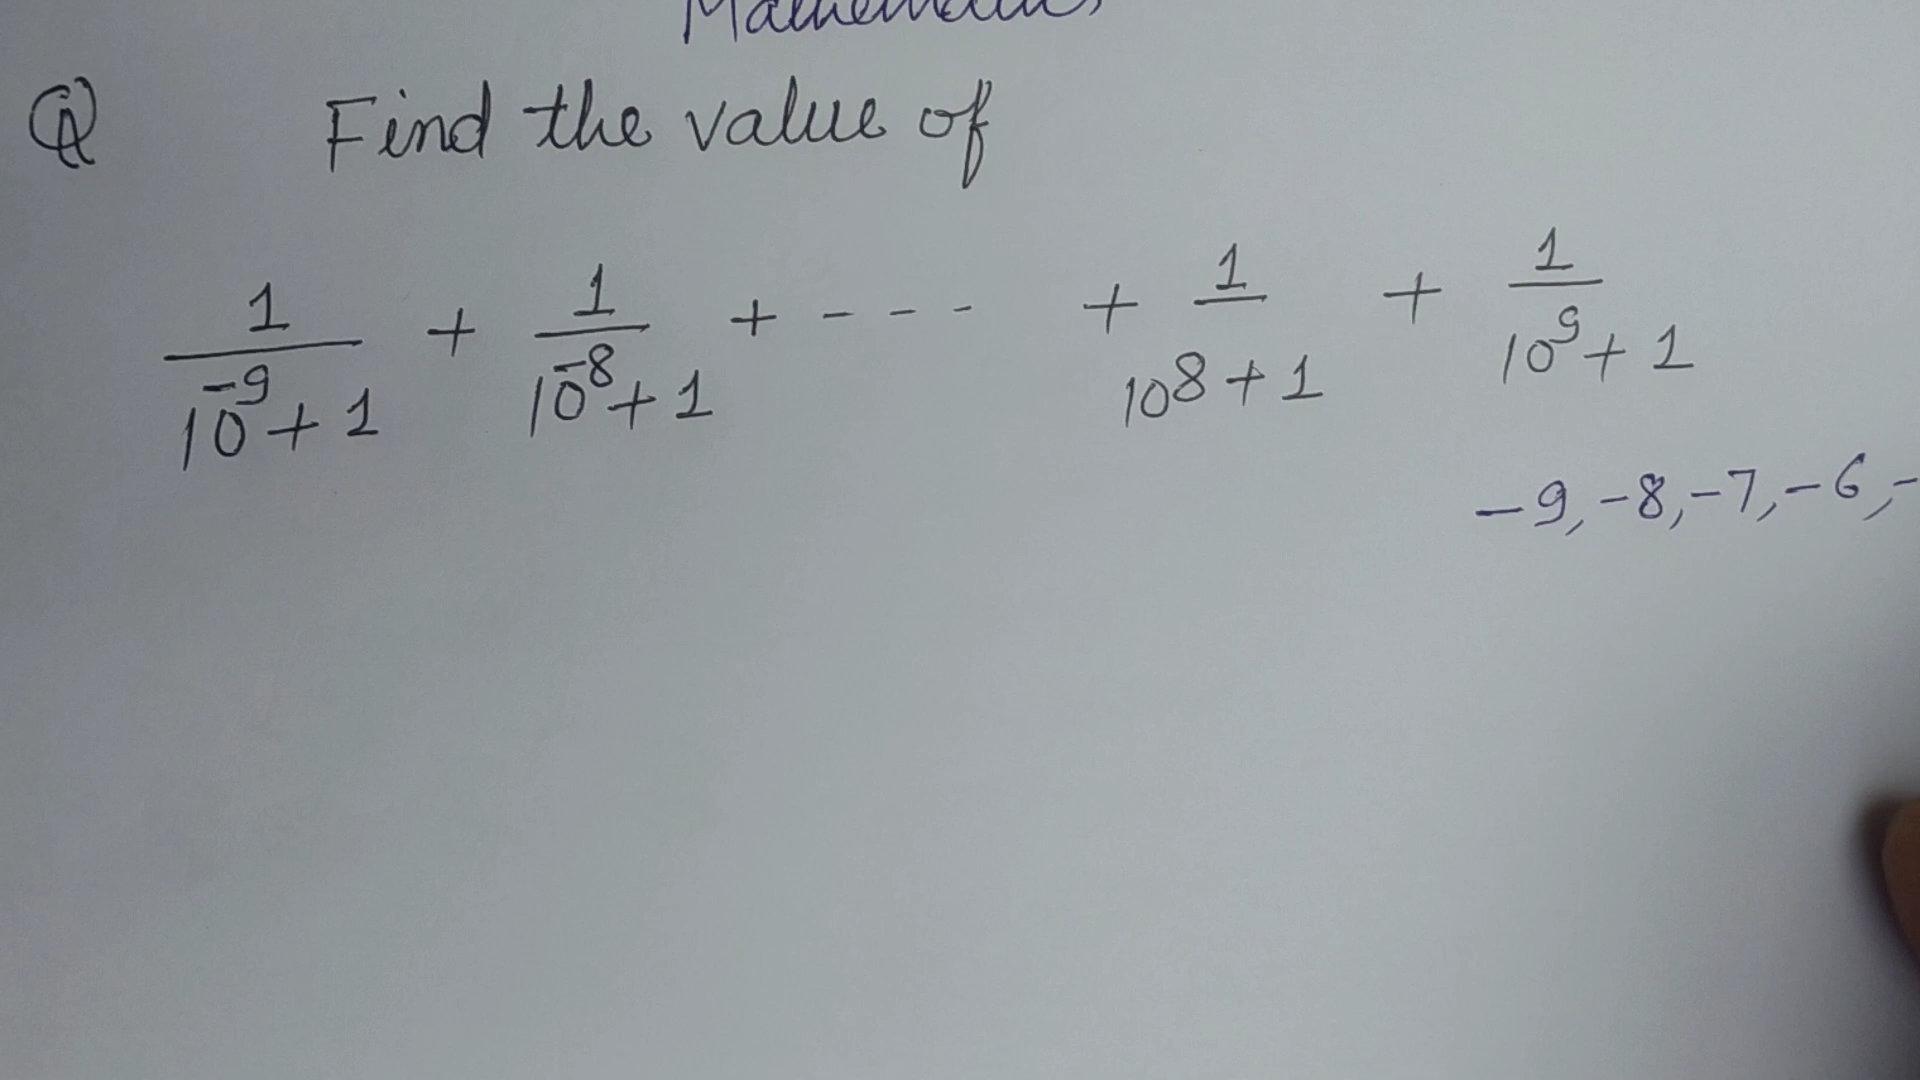 Q Find the value of
1/(10^-9 + 1) + 1/(10^-8 + 1) + - - - - + 1/(10^8 + 1) + 1/(10^9 + 1)
-9, -8, -7, -6, -